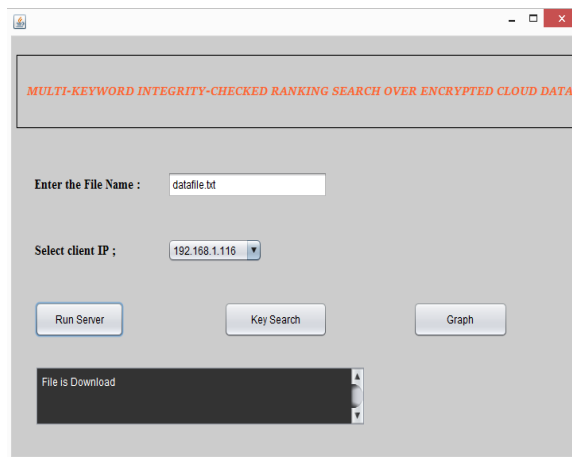 MULTI-KEYWORD INTEGRITY-CHECKED RANKING SEARCH OVER ENCRYPTED CLOUD DATA
Enter the File Name :
datafile.txt
Select client IP ;
192.168.1.116
Run Server
Key Search
Graph
File is Download